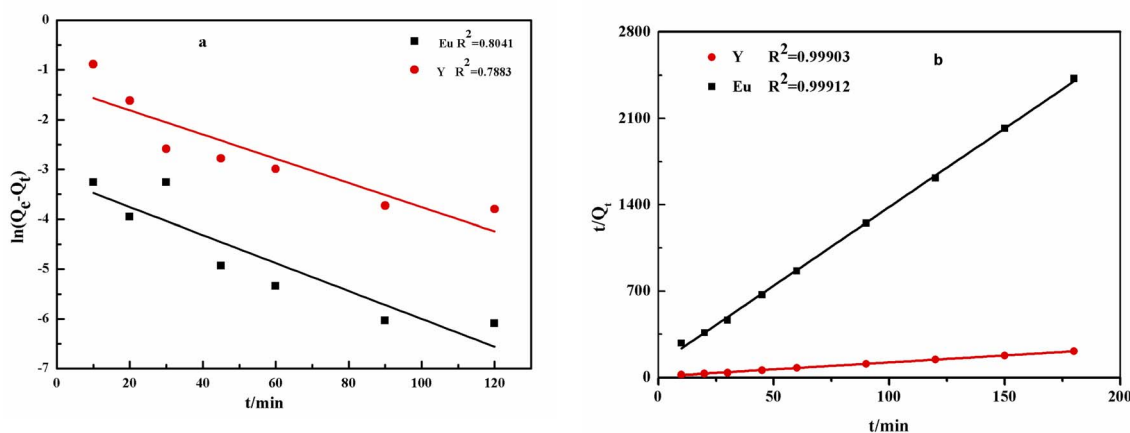 a
Eu R²=0.8041
Y R²=0.7883
ln(Qe-Qt)
0
-1
-2
-3
-4
-5
-6
-7
0 20 40 60 80 100 120
t/min
b
Y R²=0.99903
Eu R²=0.99912
t/Qt
2800
2100
1400
700
0
0 50 100 150 200
t/min